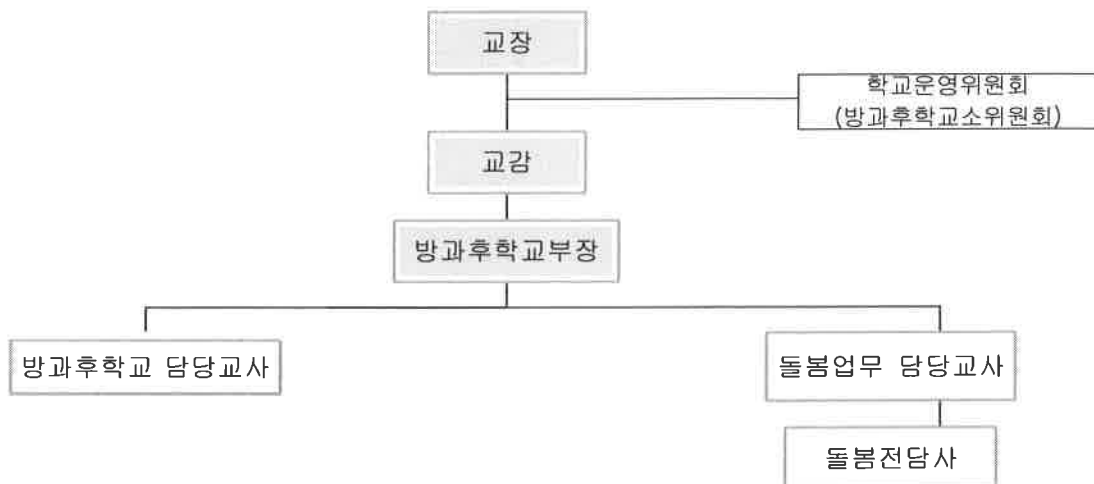 교장
학교운영위원회
(방과후학교소위원회)
교감
방과후학교부장
방과후학교 담당교사
돌봄업무 담당교사
돌봄전담사